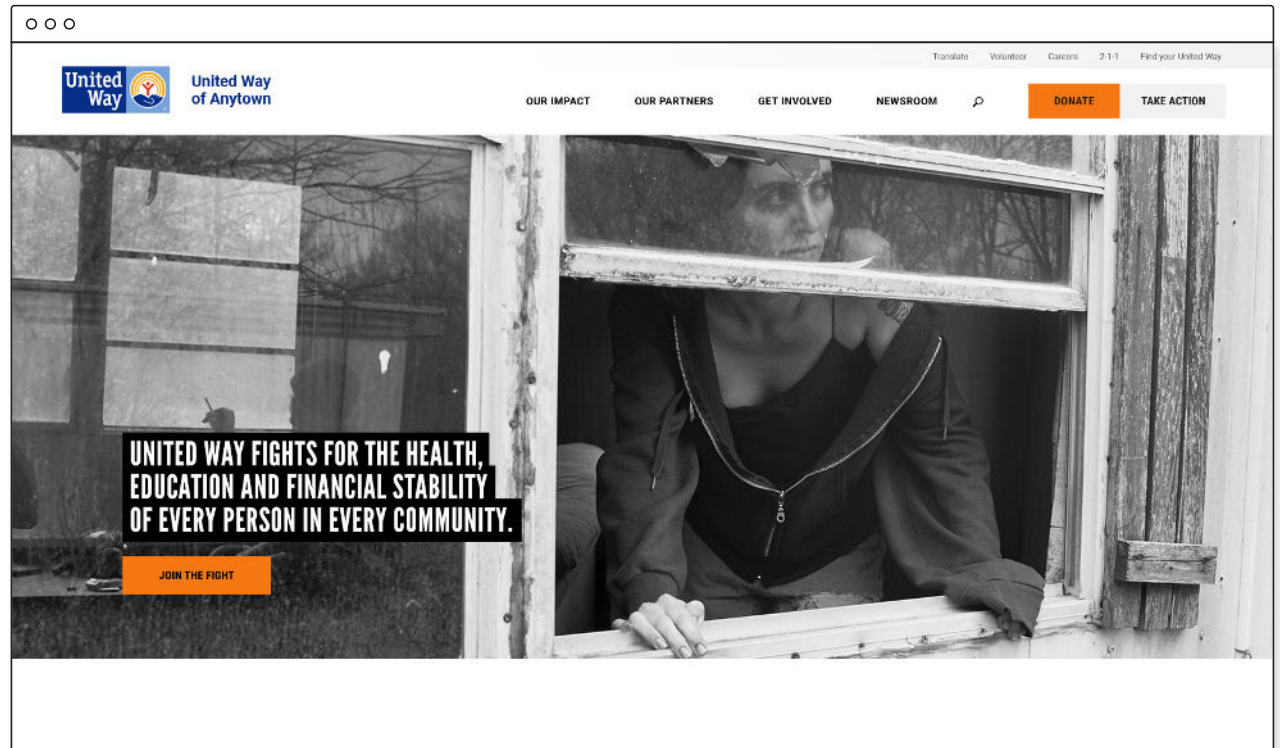 Translate Volunteer Careers 2-1-1 Find your United Way
United
Way
United Way
of Anytown
OUR IMPACT OUR PARTNERS GET INVOLVED NEWSROOM DONATE TAKE ACTION
UNITED WAY FIGHTS FOR THE HEALTH,
EDUCATION AND FINANCIAL STABILITY
OF EVERY PERSON IN EVERY COMMUNITY.
JOIN THE FIGHT